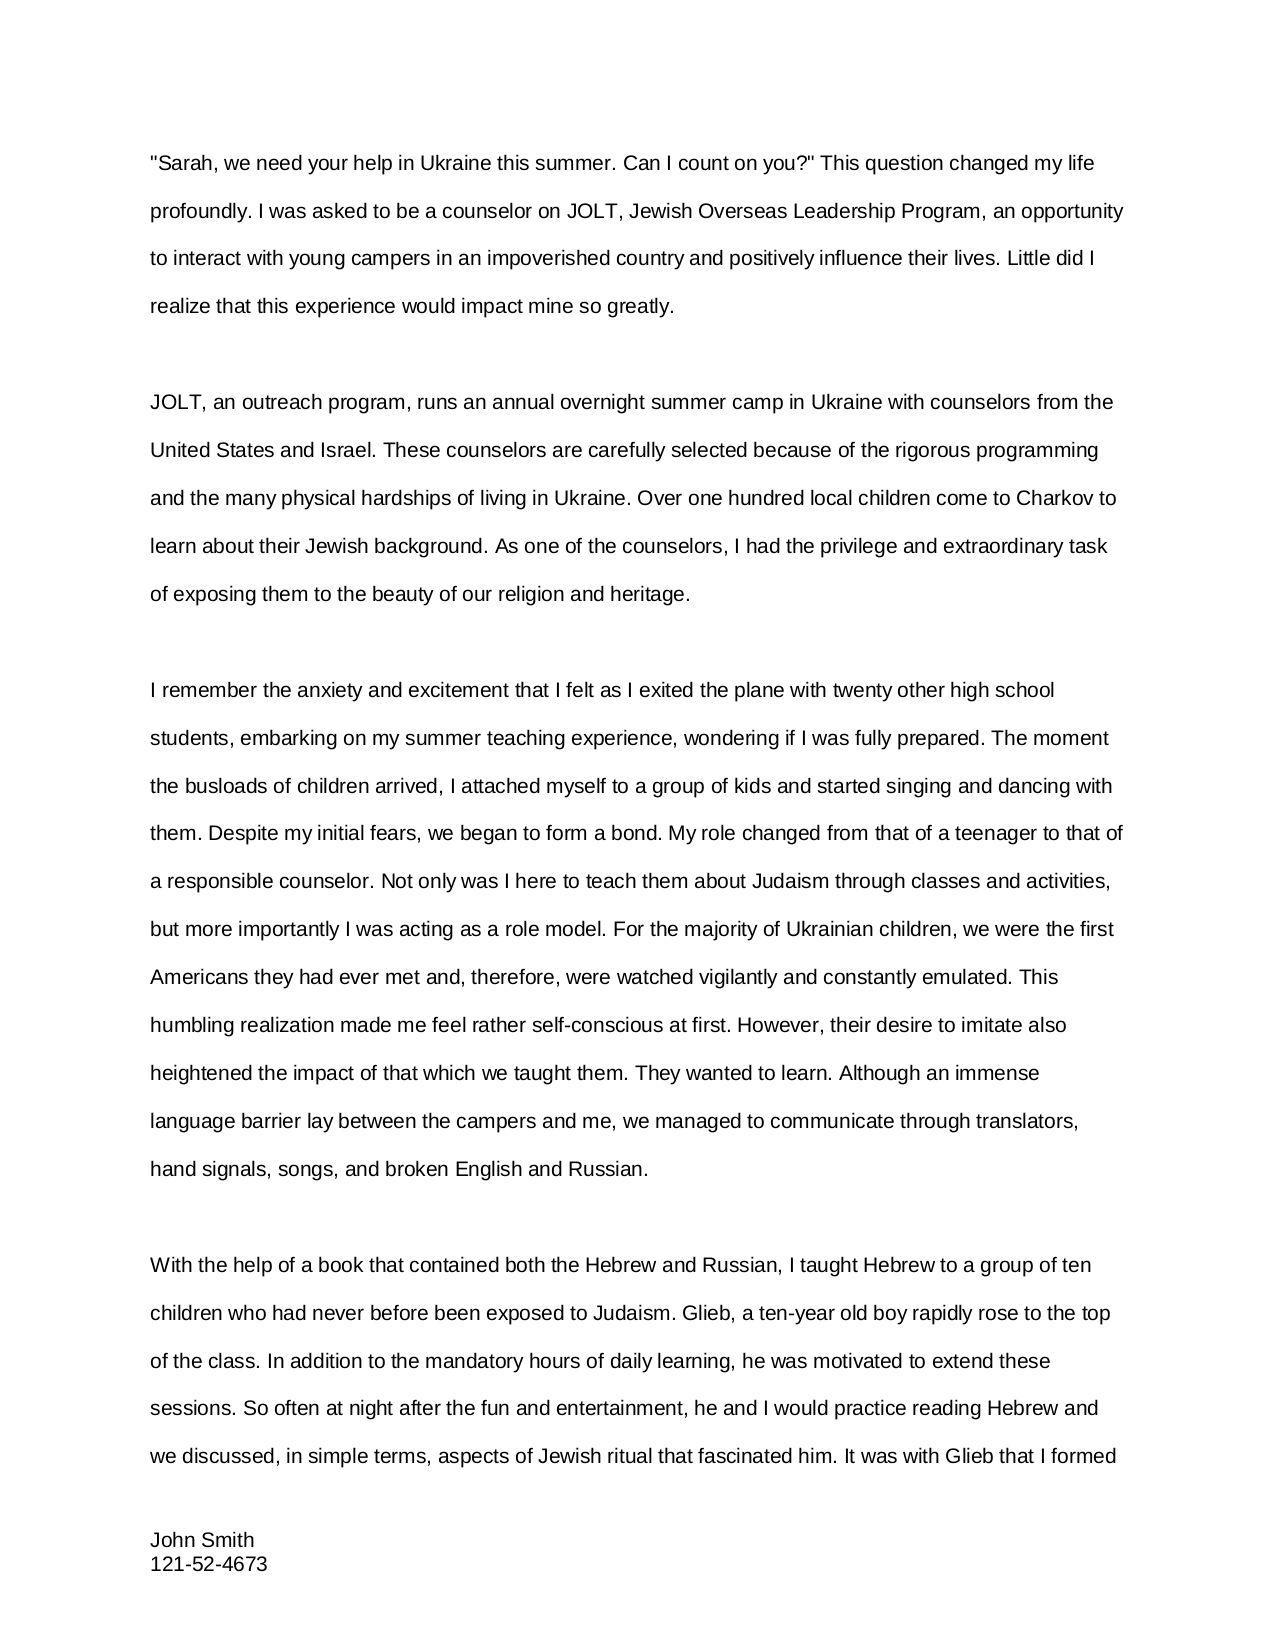 "Sarah, we need your help in Ukraine this summer. Can I count on you?" This question changed my life
profoundly. I was asked to be a counselor on JOLT, Jewish Overseas Leadership Program, an opportunity
to interact with young campers in an impoverished country and positively influence their lives. Little did I
realize that this experience would impact mine so greatly.
JOLT, an outreach program, runs an annual overnight summer camp in Ukraine with counselors from the
United States and Israel. These counselors are carefully selected because of the rigorous programming
and the many physical hardships of living in Ukraine. Over one hundred local children come to Charkov to
learn about their Jewish background. As one of the counselors, I had the privilege and extraordinary task
of exposing them to the beauty of our religion and heritage.
I remember the anxiety and excitement that I felt as I exited the plane with twenty other high school
students, embarking on my summer teaching experience, wondering if I was fully prepared. The moment
the busloads of children arrived, I attached myself to a group of kids and started singing and dancing with
them. Despite my initial fears, we began to form a bond. My role changed from that of a teenager to that of
a responsible counselor. Not only was I here to teach them about Judaism through classes and activities,
but more importantly I was acting as a role model. For the majority of Ukrainian children, we were the first
Americans they had ever met and, therefore, were watched vigilantly and constantly emulated. This
humbling realization made me feel rather self-conscious at first. However, their desire to imitate also
heightened the impact of that which we taught them. They wanted to learn. Although an immense
language barrier lay between the campers and me, we managed to communicate through translators,
hand signals, songs, and broken English and Russian.
With the help of a book that contained both the Hebrew and Russian, I taught Hebrew to a group of ten
children who had never before been exposed to Judaism. Glieb, a ten-year old boy rapidly rose to the top
of the class. In addition to the mandatory hours of daily learning, he was motivated to extend these
sessions. So often at night after the fun and entertainment, he and I would practice reading Hebrew and
we discussed, in simple terms, aspects of Jewish ritual that fascinated him. It was with Glieb that I formed
John Smith
121-52-4673